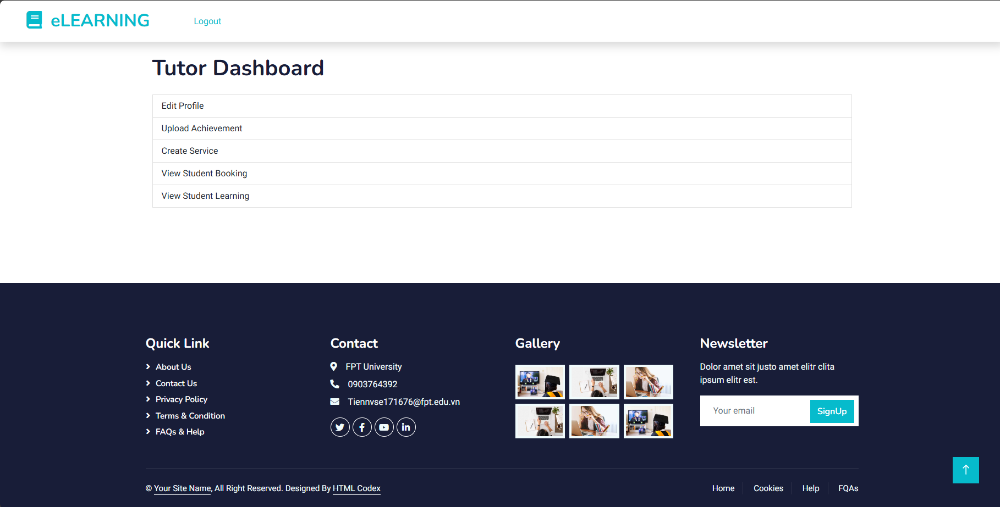 eLEARNING
Logout
Tutor Dashboard
Edit Profile
Upload Achievement
Create Service
View Student Booking
View Student Learning
Quick Link
About Us
Contact Us
Privacy Policy
Terms & Condition
FAQs & Help
Contact
FPT University
0903764392
Tiennvse171676@fpt.edu.vn
Gallery
Newsletter
Dolor amet sit justo amet elitr clita
ipsum elitr est.
Your email
SignUp
© Your Site Name, All Right Reserved. Designed By HTML Codex
Home
Cookies
Help
FQAs